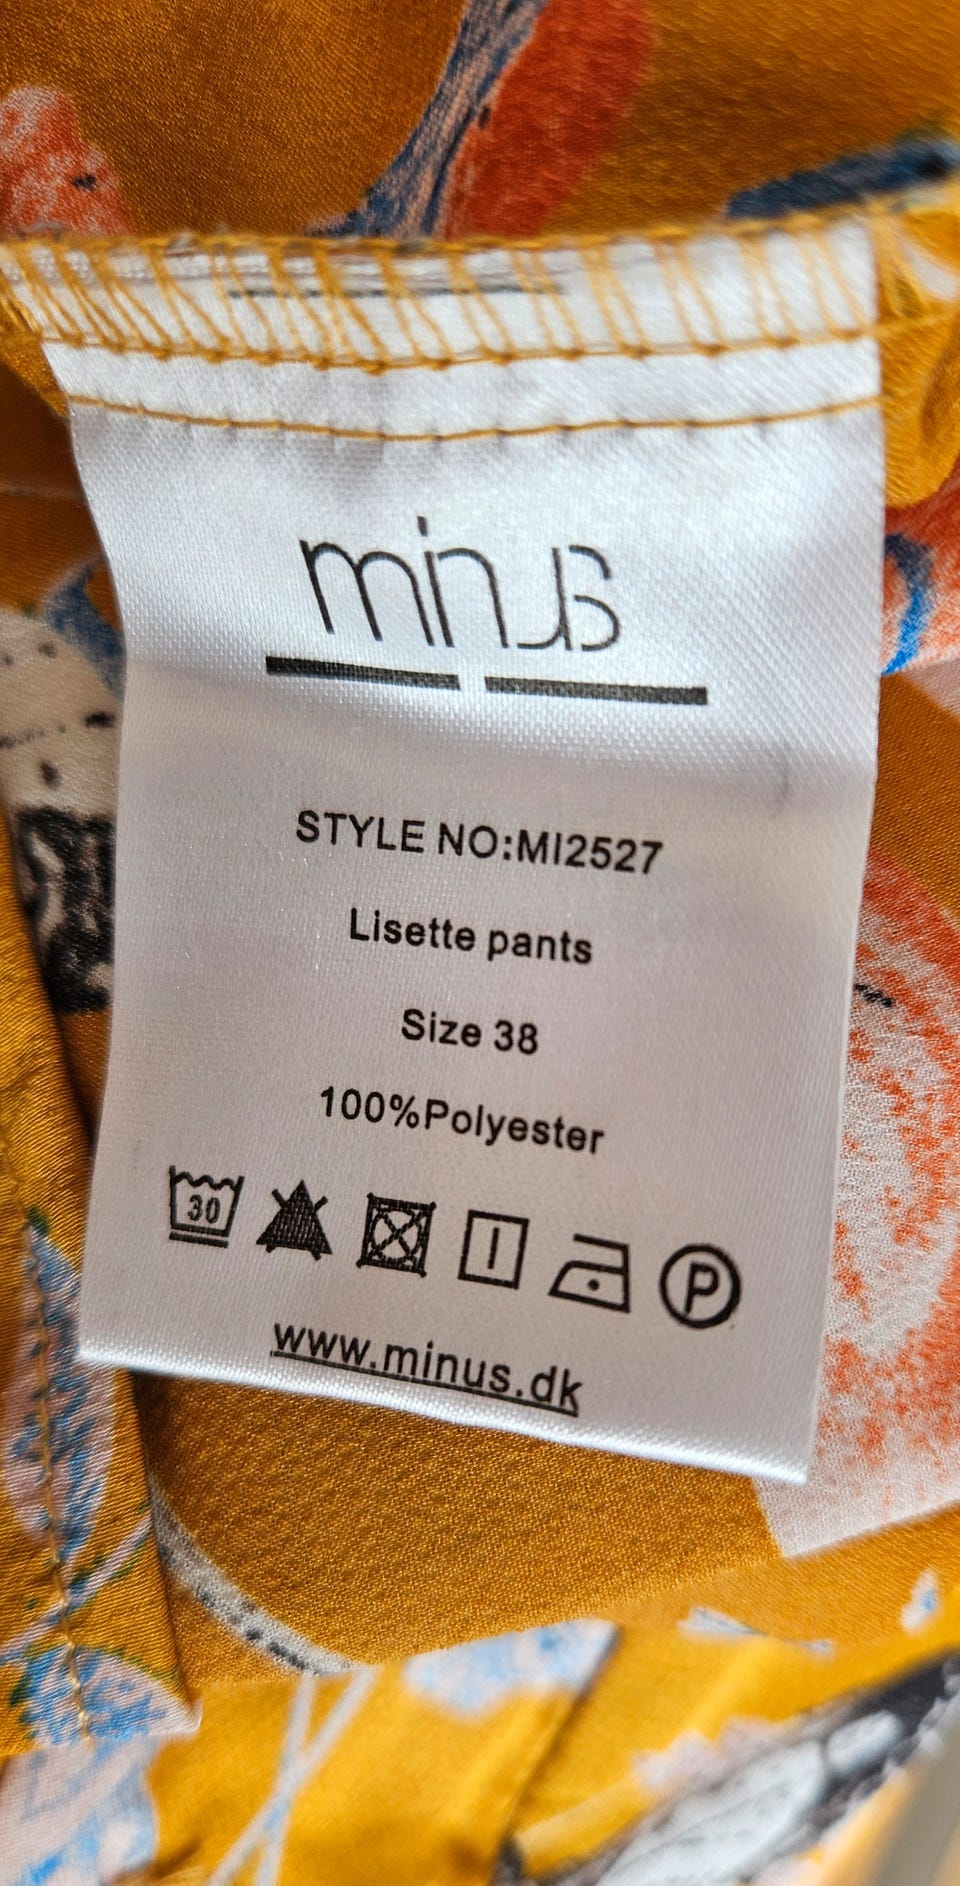 minus
STYLE NO:MI2527
Lisette pants
Size 38
100%Polyester
30 P
www.minus.dk